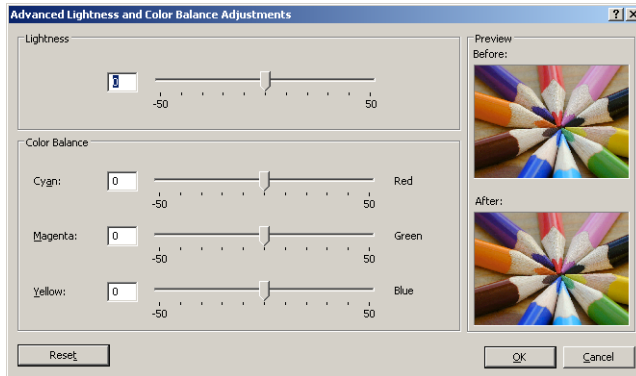 Advanced Lightness and Color Balance Adjustments
Lightness
0
-50 50
Color Balance
Cyan: 0 Red
-50 50
Magenta: 0 Green
-50 50
Yellow: 0 Blue
-50 50
Preview
Before:
After:
Reset OK Cancel